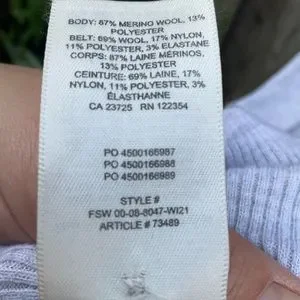 BODY: 87% MERINO WOOL, 13%
POLYESTER
BELT: 69% WOOL, 17% NYLON,
11% POLYESTER, 3% ELASTANE
CORPS: 87% LAINE MÉRINOS,
13% POLYESTER
CEINTURE: 69% LAINE, 17%
NYLON, 11% POLYESTER, 3%
ÉLASTHANNE
CA 23725 RN 122354
PO 4500166987
PO 4500166988
PO 4500166989
STYLE #
FSW 00-08-8047-WI21
ARTICLE # 73489